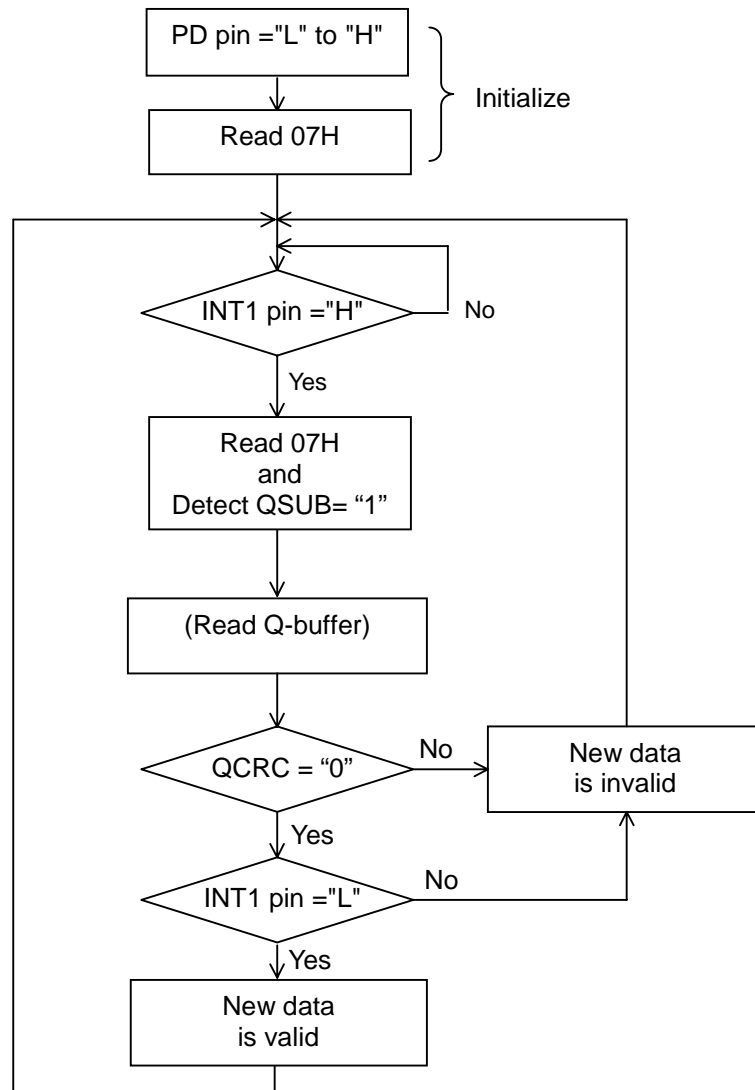 PD pin ="L" to "H"
Initialize
Read 07H
INT1 pin ="H"
No
Yes
Read 07H
and
Detect QSUB= “1”
(Read Q-buffer)
QCRC = “0”
No
New data
is invalid
Yes
INT1 pin ="L"
No
Yes
New data
is valid